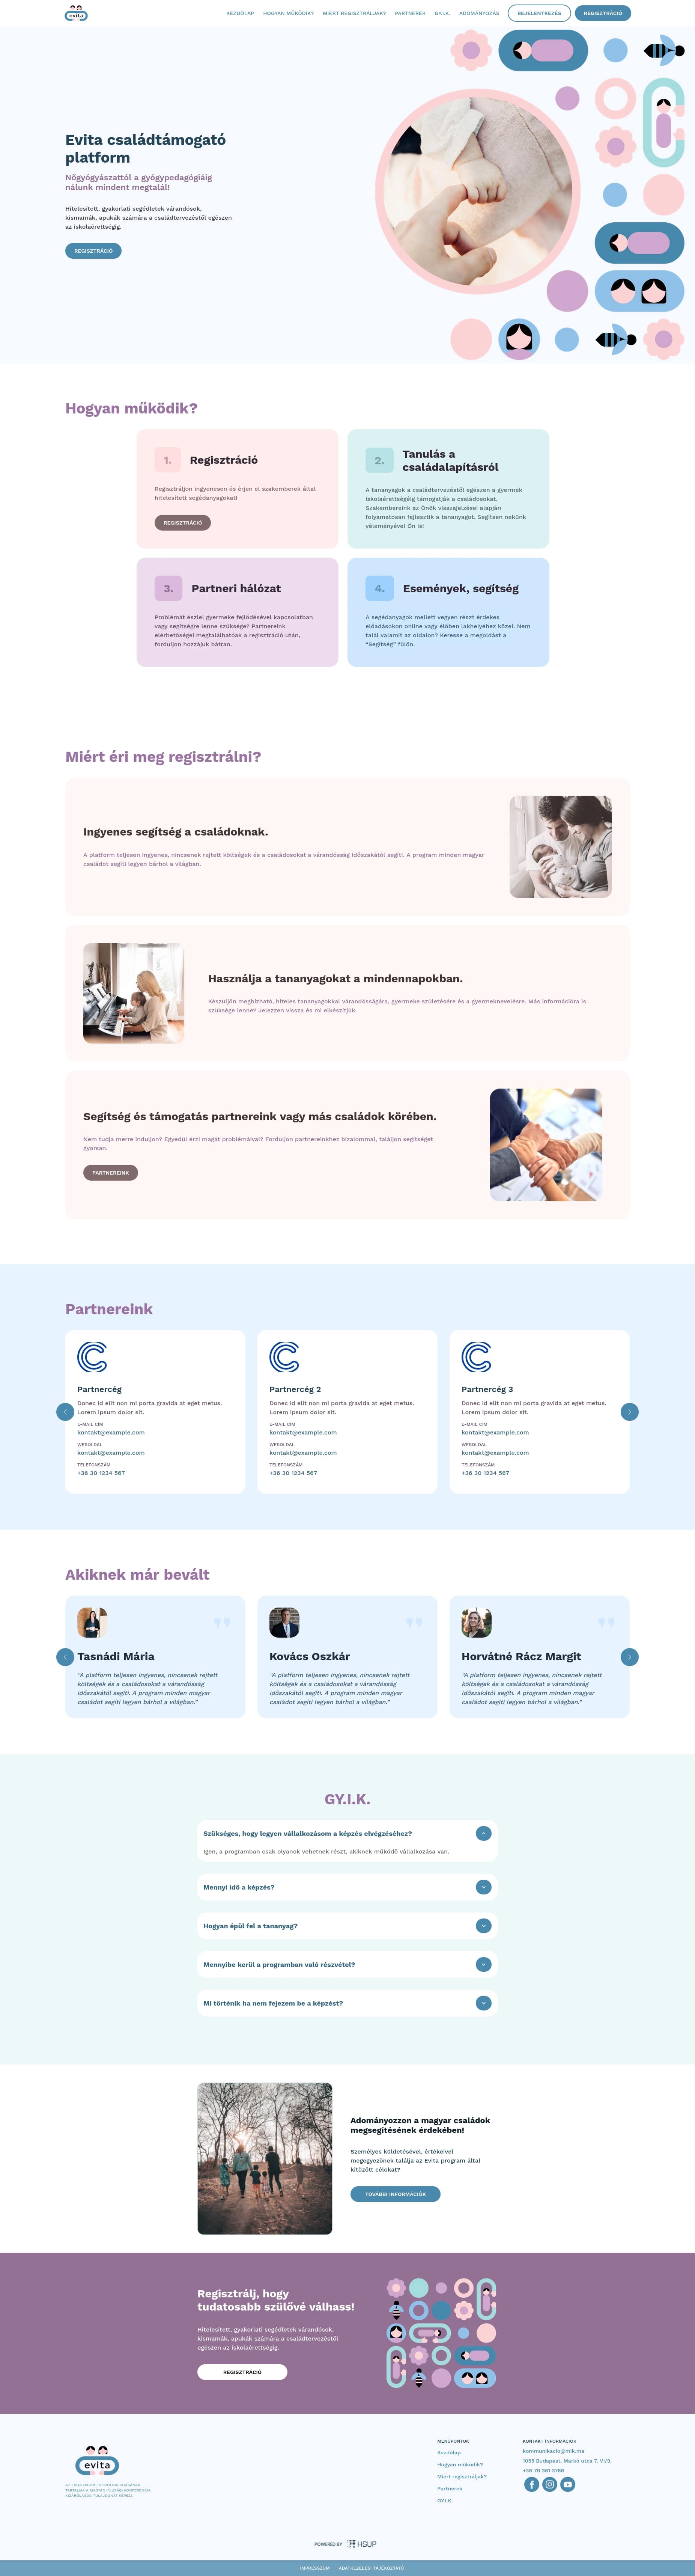 evita
KEZDŐLAP HOGYAN MŰKÖDIK? MIÉRT REGISZTRÁLJAK? PARTNEREK GY.I.K. ADOMÁNYOZÁS BEJELENTKEZÉS REGISZTRÁCIÓ
Evita családtámogató
platform
Nőgyógyászattól a gyógypedagógiáig
nálunk mindent megtalál!
Hitelesített, gyakorlati segédletek várandósok,
kismamák, apukák számára a családtervezéstől egészen
az iskolaérettségig.
REGISZTRÁCIÓ
Hogyan működik?
1. Regisztráció
Regisztráljon ingyenesen és érjen el szakemberek által
hitelesített segédanyagokat!
REGISZTRÁCIÓ
2. Tanulás a
családalapításról
A tananyagok a családtervezéstől egészen a gyermek
iskolaérettségéig támogatják a családokat.
Szakembereink az Önök visszajelzései alapján
folyamatosan fejlesztik a tananyagot. Segítsen nekünk
véleményével Ön is!
3. Partneri hálózat
Problémát észlel gyermeke fejlődésével kapcsolatban
vagy segítségre lenne szüksége? Partnereink
elérhetőségei megtalálhatóak a regisztráció után,
forduljon hozzájuk bátran.
4. Események, segítség
A segédanyagok mellett vegyen részt érdekes
előadásokon online vagy élőben lakhelyéhez közel. Nem
talál valamit az oldalon? Keresse a megoldást a
"Segítség" fülön.
Miért éri meg regisztrálni?
Ingyenes segítség a családoknak.
A platform teljesen ingyenes, nincsenek rejtett költségek és a családosokat a várandósság időszakától segíti. A program minden magyar
családot segíti legyen bárhol a világban.
Használja a tananyagokat a mindennapokban.
Készüljön megbízható, hiteles tananyagokkal várandósságára, gyermeke születésére és a gyermeknevelésre. Más információra is
szüksége lenne? Jelezzen vissza és mi elkészítjük.
Segítség és támogatás partnereink vagy más családok körében.
Nem tudja merre induljon? Egyedül érzi magát problémáival? Forduljon partnereinkhez bizalommal, találjon segítséget
gyorsan.
PARTNEREINK
Partnereink
Partnercég
Donec id elit non mi porta gravida at eget metus.
Lorem ipsum dolor sit.
E-MAIL CÍM
kontakt@example.com
WEBOLDAL
kontakt@example.com
TELEFONSZÁM
+36 30 1234 567
Partnercég 2
Donec id elit non mi porta gravida at eget metus.
Lorem ipsum dolor sit.
E-MAIL CÍM
kontakt@example.com
WEBOLDAL
kontakt@example.com
TELEFONSZÁM
+36 30 1234 567
Partnercég 3
Donec id elit non mi porta gravida at eget metus.
Lorem ipsum dolor sit.
E-MAIL CÍM
kontakt@example.com
WEBOLDAL
kontakt@example.com
TELEFONSZÁM
+36 30 1234 567
Akiknek már bevált
Tasnádi Mária
"A platform teljesen ingyenes, nincsenek rejtett
költségek és a családosokat a várandósság
időszakától segíti. A program minden magyar
családot segíti legyen bárhol a világban."
Kovács Oszkár
"A platform teljesen ingyenes, nincsenek rejtett
költségek és a családosokat a várandósság
időszakától segíti. A program minden magyar
családot segíti legyen bárhol a világban."
Horvátné Rácz Margit
"A platform teljesen ingyenes, nincsenek rejtett
költségek és a családosokat a várandósság
időszakától segíti. A program minden magyar
családot segíti legyen bárhol a világban."
GY.I.K.
Szükséges, hogy legyen vállalkozásom a képzés elvégzéséhez?
Igen, a programban csak olyanok vehetnek részt, akiknek működő vállalkozása van.
Mennyi idő a képzés?
Hogyan épül fel a tananyag?
Mennyibe kerül a programban való részvétel?
Mi történik ha nem fejezem be a képzést?
Adományozzon a magyar családok
megsegítésének érdekében!
Személyes küldetésével, értékeivel
megegyezőnek találja az Evita program által
kitűzött célokat?
TOVÁBBI INFORMÁCIÓK
Regisztrálj, hogy
tudatosabb szülővé válhass!
Hitelesített, gyakorlati segédletek várandósok,
kismamák, apukák számára a családtervezéstől
egészen az iskolaérettségig.
REGISZTRÁCIÓ
evita
AZ EVITA DIGITÁLIS SZOLGÁLTATÁSAINAK
TARTALMA A MAGYAR IFJÚSÁGI KONFERENCIA
KIZÁRÓLAGOS TULAJDONÁT KÉPEZI.
MENÜPONTOK
Kezdőlap
Hogyan működik?
Miért regisztráljak?
Partnerek
GY.I.K.
KONTAKT INFORMÁCIÓK
kommunikacio@mik.ma
1055 Budapest, Markó utca 7. VI/9.
+36 70 381 3766
POWERED BY HSUP
IMPRESSZUM ADATKEZELÉSI TÁJÉKOZTATÓ